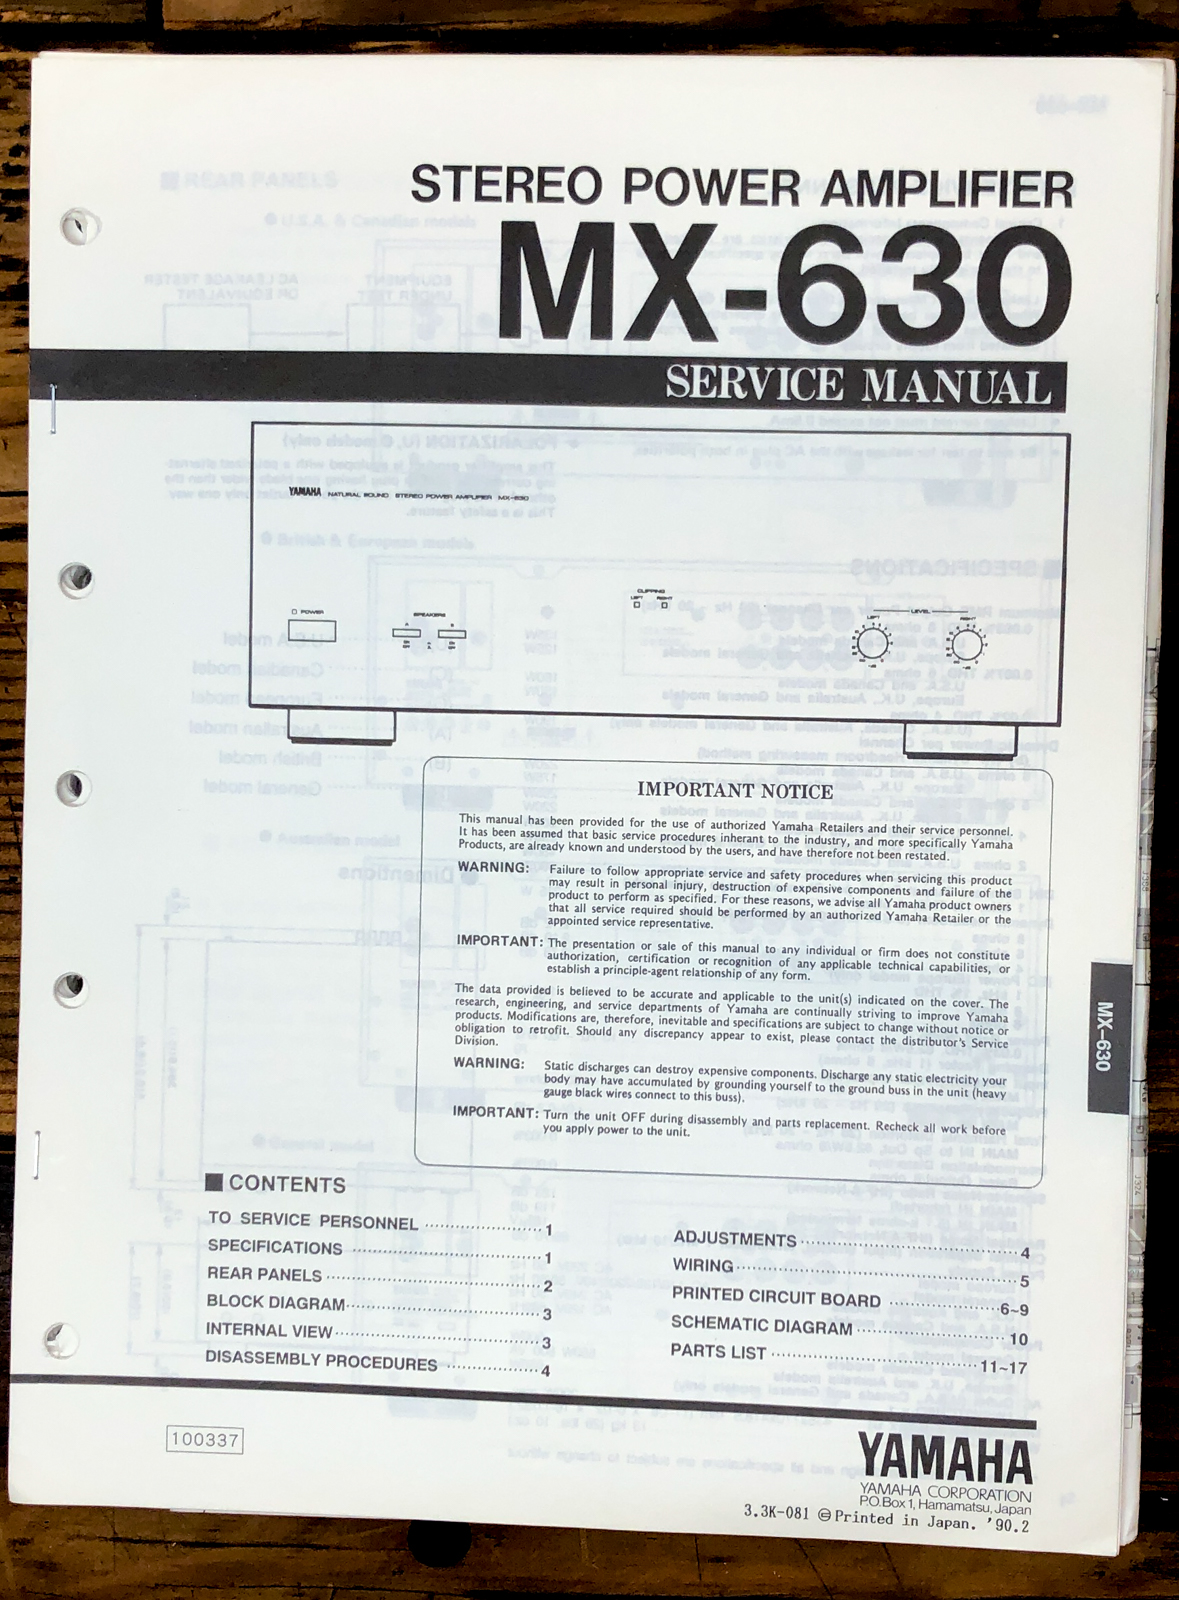 STEREO POWER AMPLIFIER
MX-630
SERVICE MANUAL
YAMAHA NATURAL SOUND STEREO POWER AMPLIFIER MX-630
POWER
SPEAKERS
A B
CLIPPING
LEFT RIGHT
LEVEL
LEFT RIGHT
IMPORTANT NOTICE
This manual has been provided for the use of authorized Yamaha Retailers and their service personnel.
It has been assumed that basic service procedures inherant to the industry, and more specifically Yamaha
Products, are already known and understood by the users, and have therefore not been restated.
WARNING: Failure to follow appropriate service and safety procedures when servicing this product
may result in personal injury, destruction of expensive components and failure of the
product to perform as specified. For these reasons, we advise all Yamaha product owners
that all service required should be performed by an authorized Yamaha Retailer or the
appointed service representative.
IMPORTANT: The presentation or sale of this manual to any individual or firm does not constitute
authorization, certification or recognition of any applicable technical capabilities, or
establish a principle-agent relationship of any form.
The data provided is believed to be accurate and applicable to the unit(s) indicated on the cover. The
research, engineering, and service departments of Yamaha are continually striving to improve Yamaha
products. Modifications are, therefore, inevitable and specifications are subject to change without notice or
obligation to retrofit. Should any discrepancy appear to exist, please contact the distributor's Service
Division.
WARNING: Static discharges can destroy expensive components. Discharge any static electricity your
body may have accumulated by grounding yourself to the ground buss in the unit (heavy
gauge black wires connect to this buss).
IMPORTANT: Turn the unit OFF during disassembly and parts replacement. Recheck all work before
you apply power to the unit.
MX-630
■ CONTENTS
TO SERVICE PERSONNEL ······················ 1
SPECIFICATIONS ···································· 1
REAR PANELS ········································ 2
BLOCK DIAGRAM ··································· 3
INTERNAL VIEW ····································· 3
DISASSEMBLY PROCEDURES ················· 4
ADJUSTMENTS ········································ 4
WIRING ···················································· 5
PRINTED CIRCUIT BOARD ···················· 6~9
SCHEMATIC DIAGRAM ··························· 10
PARTS LIST ······································ 11~17
100337
YAMAHA
YAMAHA CORPORATION
P.O.Box 1, Hamamatsu, Japan
3.3K-081 © Printed in Japan. '90.2